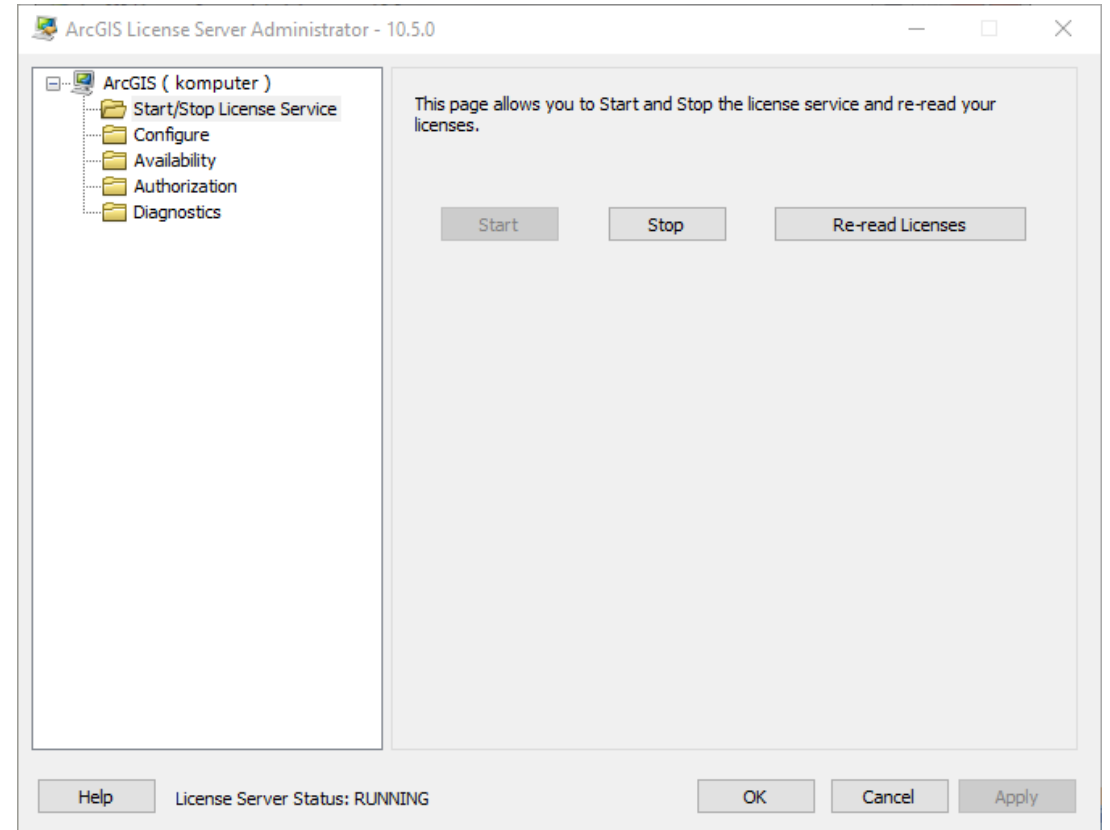 ArcGIS License Server Administrator - 10.5.0
ArcGIS ( komputer )
Start/Stop License Service
Configure
Availability
Authorization
Diagnostics
This page allows you to Start and Stop the license service and re-read your
licenses.
Start Stop Re-read Licenses
Help License Server Status: RUNNING OK Cancel Apply